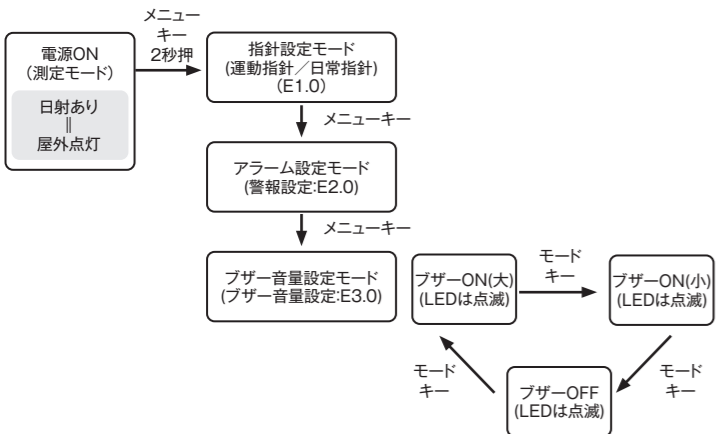 メニュー
キー
2秒押
電源ON
（測定モード）
日射あり
||
屋外点灯
指針設定モード
(運動指針／日常指針)
（E1.0）
メニューキー
アラーム設定モード
(警報設定:E2.0)
メニューキー
ブザー音量設定モード
(ブザー音量設定:E3.0)
ブザーON(大)
(LEDは点滅)
モード
キー
ブザーON(小)
(LEDは点滅)
モード
キー
ブザーOFF
(LEDは点滅)
モード
キー